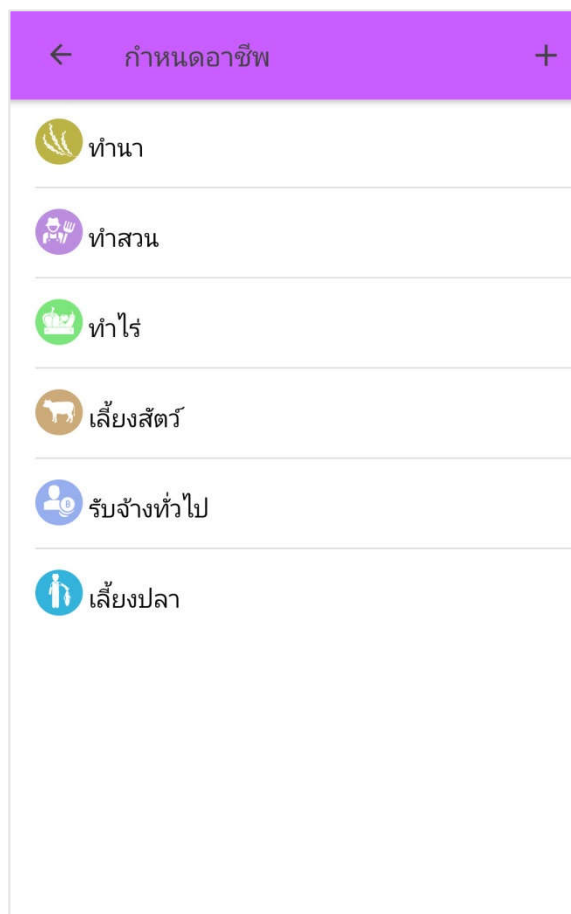 กำหนดอาชีพ
ทำนา
ทำสวน
ทำไร่
เลี้ยงสัตว์
รับจ้างทั่วไป
เลี้ยงปลา